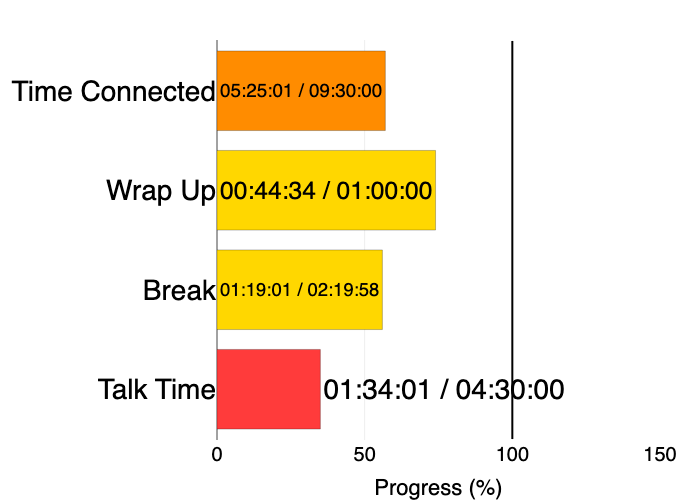 Time Connected 05:25:01 / 09:30:00
Wrap Up 00:44:34 / 01:00:00
Break 01:19:01 / 02:19:58
Talk Time 01:34:01 / 04:30:00
0 50 100 150
Progress (%)